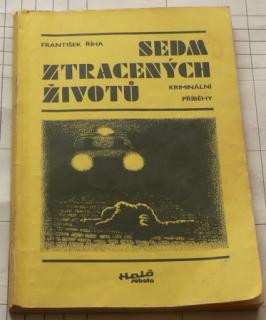 FRANTIŠEK ŘÍHA
SEDM
ZTRACENÝCH
ŽIVOTŮ
KRIMINÁLNÍ
PŘÍBĚHY
Haló
sobota